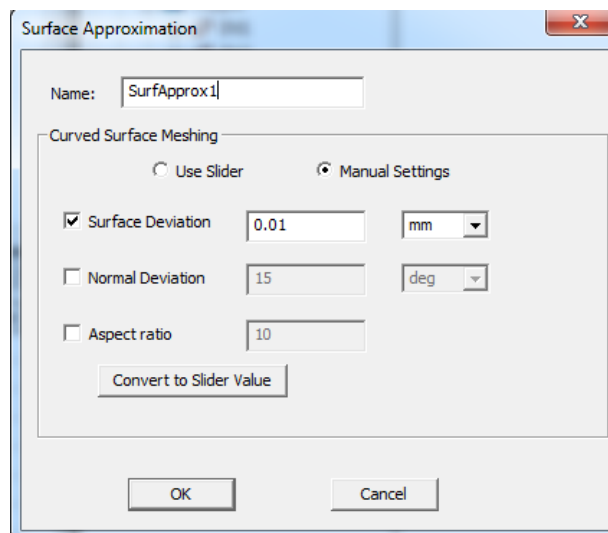 Surface Approximation
Name: SurfApprox1
Curved Surface Meshing
Use Slider Manual Settings
Surface Deviation 0.01 mm
Normal Deviation 15 deg
Aspect ratio 10
Convert to Slider Value
OK Cancel